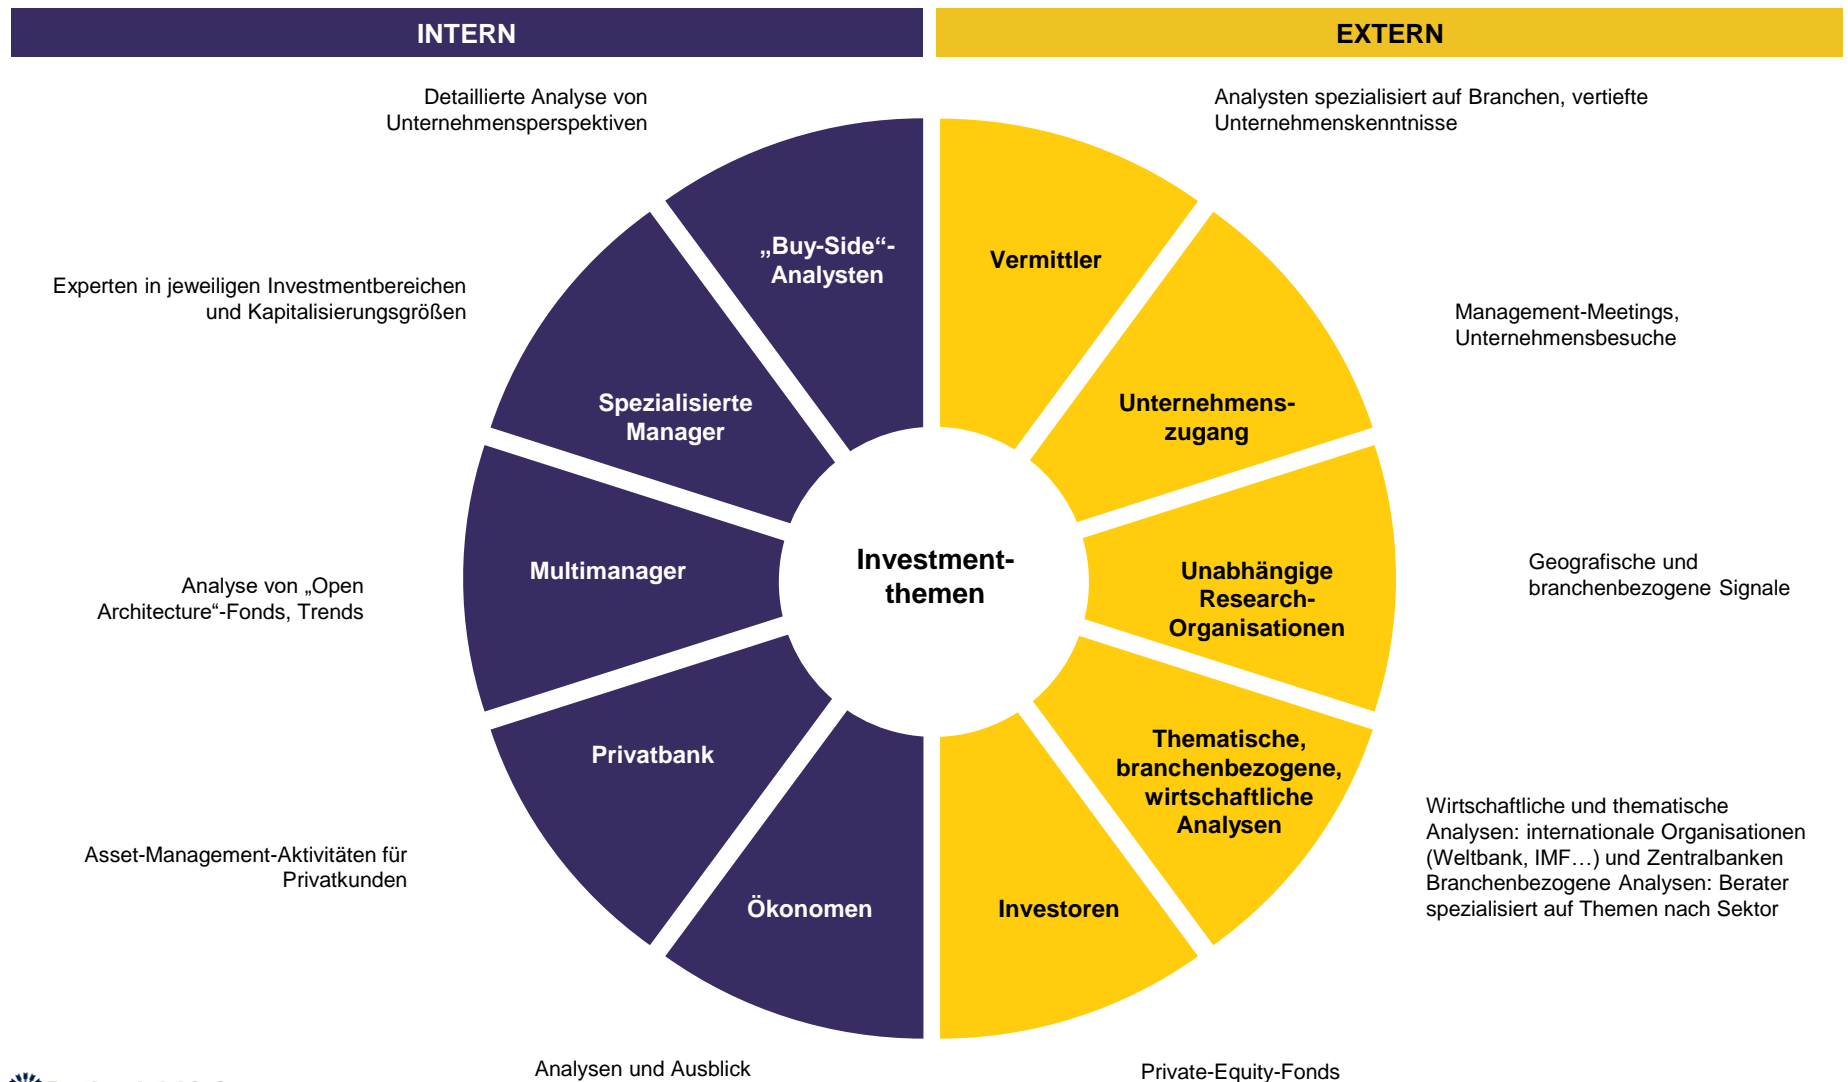 INTERN
EXTERN
Detaillierte Analyse von
Unternehmensperspektiven
Analysten spezialisiert auf Branchen, vertiefte
Unternehmenskenntnisse
„Buy-Side“-
Analysten
Vermittler
Experten in jeweiligen Investmentbereichen
und Kapitalisierungsgrößen
Management-Meetings,
Unternehmensbesuche
Spezialisierte
Manager
Unternehmens-
zugang
Analyse von „Open
Architecture“-Fonds, Trends
Multimanager
Investment-
themen
Unabhängige
Research-
Organisationen
Geografische und
branchenbezogene Signale
Asset-Management-Aktivitäten für
Privatkunden
Privatbank
Thematische,
branchenbezogene,
wirtschaftliche
Analysen
Wirtschaftliche und thematische
Analysen: internationale Organisationen
(Weltbank, IMF…) und Zentralbanken
Branchenbezogene Analysen: Berater
spezialisiert auf Themen nach Sektor
Ökonomen
Investoren
Analysen und Ausblick
Private-Equity-Fonds